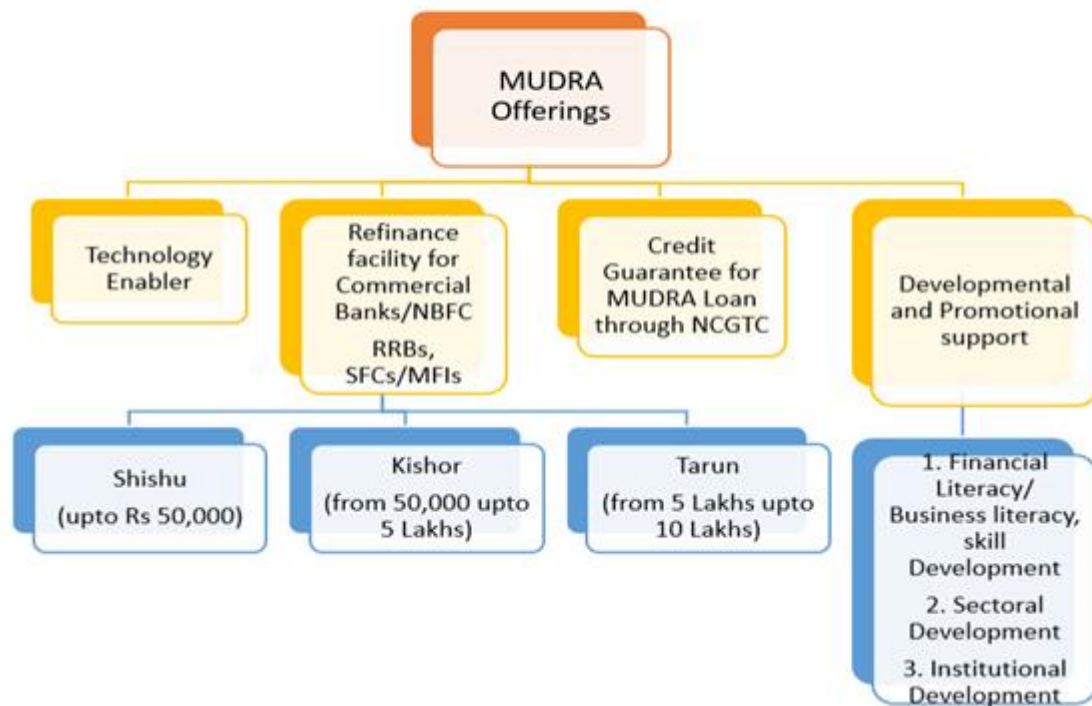 MUDRA
Offerings
Technology
Enabler
Refinance
facility for
Commercial
Banks/NBFC
RRBs,
SFCs/MFIs
Credit
Guarantee for
MUDRA Loan
through NCGTC
Developmental
and Promotional
support
Shishu
(upto Rs 50,000)
Kishor
(from 50,000 upto
5 Lakhs)
Tarun
(from 5 Lakhs upto
10 Lakhs)
1. Financial
Literacy/
Business literacy,
skill
Development
2. Sectoral
Development
3. Institutional
Development